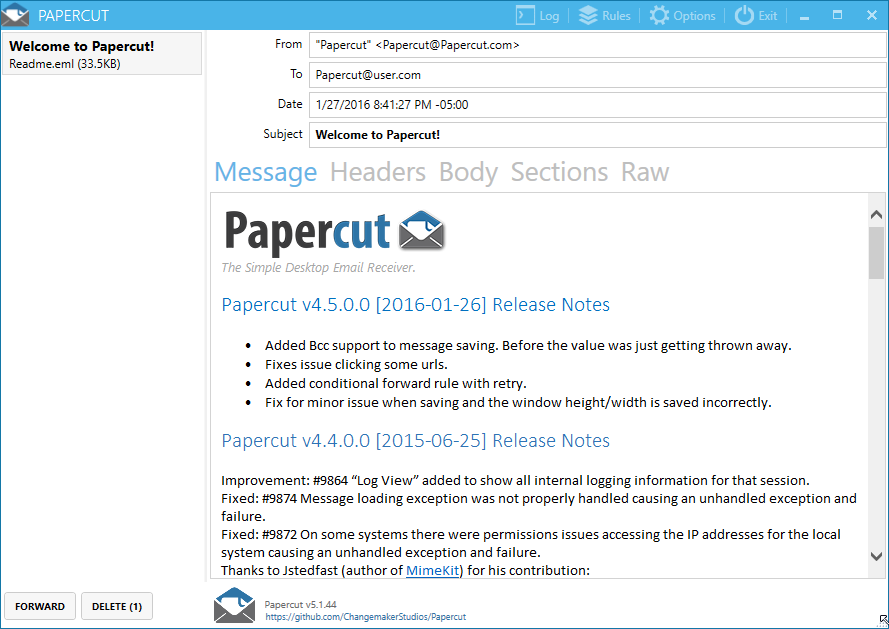 PAPERCUT
Log
Rules
Options
Exit
Welcome to Papercut!
Readme.eml (33.5KB)
From "Papercut" <Papercut@Papercut.com>
To Papercut@user.com
Date 1/27/2016 8:41:27 PM -05:00
Subject Welcome to Papercut!
Message Headers Body Sections Raw
Papercut
The Simple Desktop Email Receiver.
Papercut v4.5.0.0 [2016-01-26] Release Notes
• Added Bcc support to message saving. Before the value was just getting thrown away.
• Fixes issue clicking some urls.
• Added conditional forward rule with retry.
• Fix for minor issue when saving and the window height/width is saved incorrectly.
Papercut v4.4.0.0 [2015-06-25] Release Notes
Improvement: #9864 “Log View” added to show all internal logging information for that session.
Fixed: #9874 Message loading exception was not properly handled causing an unhandled exception and
failure.
Fixed: #9872 On some systems there were permissions issues accessing the IP addresses for the local
system causing an unhandled exception and failure.
Thanks to Jstedfast (author of MimeKit) for his contribution:
FORWARD
DELETE (1)
Papercut v5.1.44
https://github.com/ChangemakerStudios/Papercut